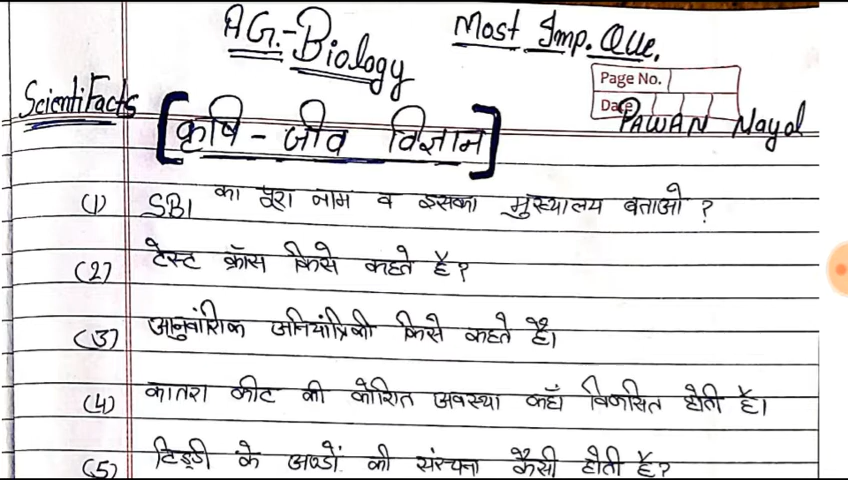 AG.-Biology Most Imp. Que.
Page No.
Date
ScientiFacts
PAWAN Nayal
[कृषि - जीव विज्ञान]
(1) SBI का पूरा नाम व इसका मुख्यालय बताओ ?
(2) टेस्ट क्रॉस किसे कहते है ?
(3) आनुवांशिक अभियांत्रिकी किसे कहते है।
(4) कातरा कीट की कोशित अवस्था कहाँ विकसित होती है।
(5) टिड्डी के अण्डों की संरचना कैसी होती है?